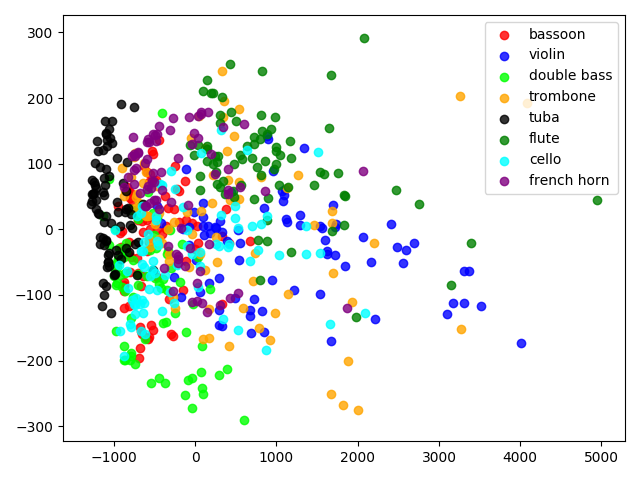 300
200
100
0
−100
−200
−300
−1000
0
1000
2000
3000
4000
5000
bassoon
violin
double bass
trombone
tuba
flute
cello
french horn